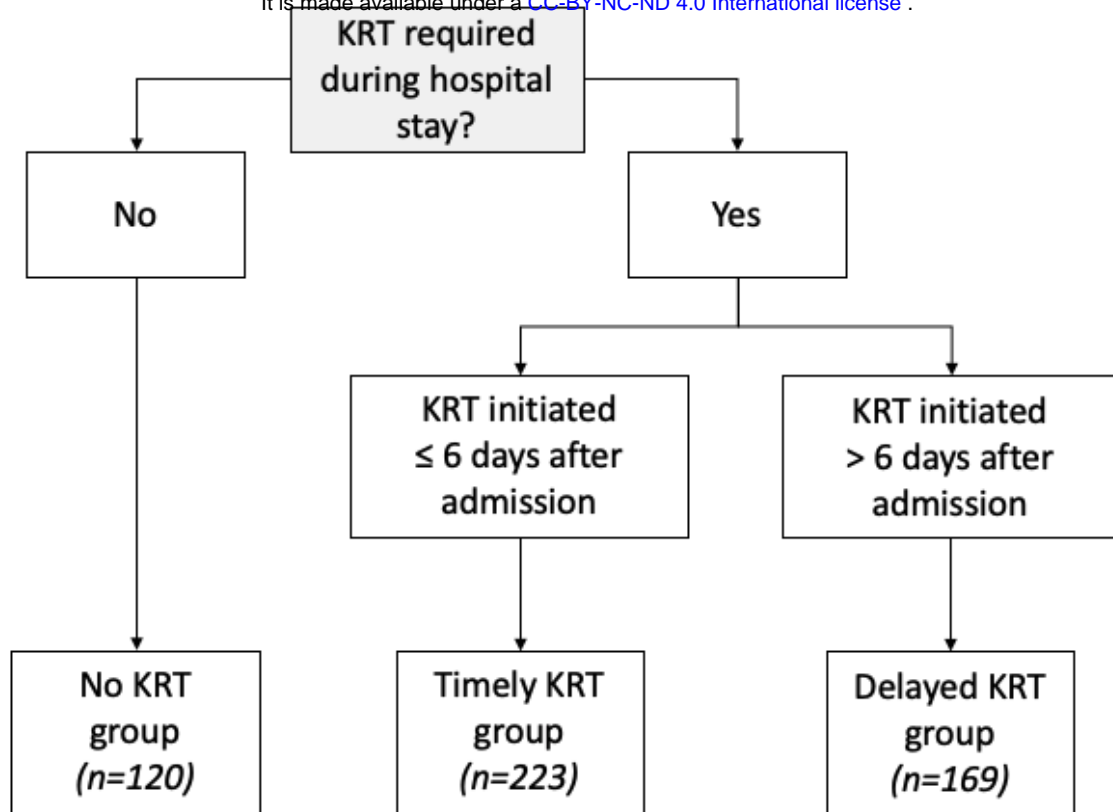 It is made available under a CC-BY-NC-ND 4.0 International license .
KRT required
during hospital
stay?
No
Yes
KRT initiated
≤ 6 days after
admission
KRT initiated
> 6 days after
admission
No KRT
group
(n=120)
Timely KRT
group
(n=223)
Delayed KRT
group
(n=169)